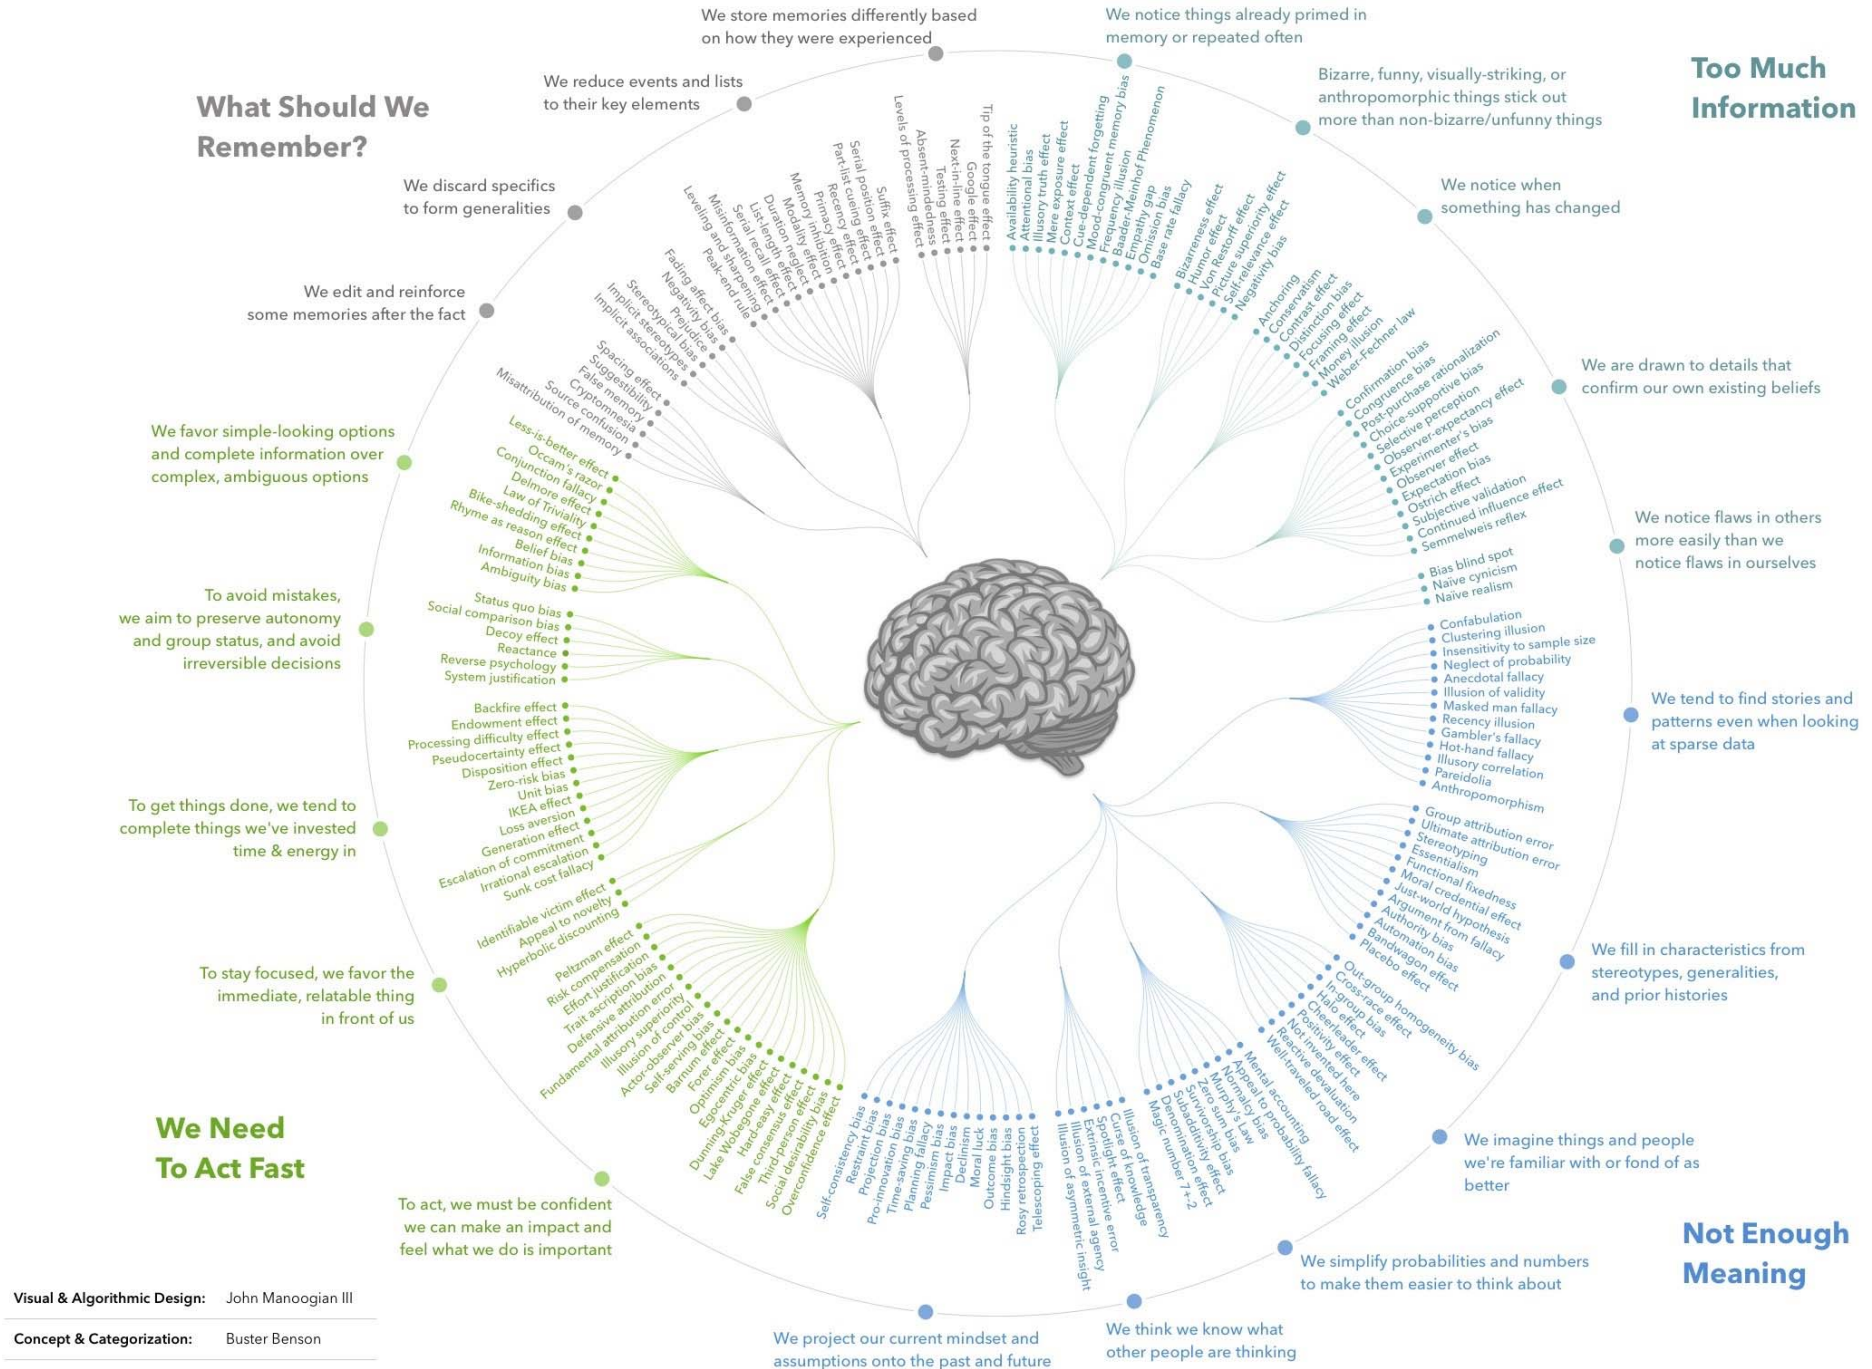 We store memories differently based
on how they were experienced
We reduce events and lists
to their key elements
What Should We
Remember?
We discard specifics
to form generalities
We edit and reinforce
some memories after the fact
Tip of the tongue effect
Google effect
Next-in-line effect
Testing effect
Absent-mindedness
Levels of processing effect
Suffix effect
Serial position effect
Part-list cueing effect
Recency effect
Primacy effect
Memory inhibition
Modality effect
Duration neglect
List-length effect
Serial recall effect
Misinformation effect
Leveling and sharpening
Peak-end rule
Fading affect bias
Negativity bias
Prejudice
Stereotypical bias
Implicit stereotypes
Implicit associations
Spacing effect
Suggestibility
False memory
Cryptomnesia
Source confusion
Misattribution of memory
Too Much
Information
We notice things already primed in
memory or repeated often
Bizarre, funny, visually-striking, or
anthropomorphic things stick out
more than non-bizarre/unfunny things
We notice when
something has changed
We are drawn to details that
confirm our own existing beliefs
We notice flaws in others
more easily than we
notice flaws in ourselves
Availability heuristic
Attentional bias
Illusory truth effect
Mere exposure effect
Context effect
Cue-dependent forgetting
Mood-congruent memory bias
Frequency illusion
Baader-Meinhof Phenomenon
Empathy gap
Omission bias
Base rate fallacy
Bizarreness effect
Humor effect
Von Restorff effect
Picture superiority effect
Self-relevance effect
Negativity bias
Anchoring
Conservatism
Contrast effect
Distinction bias
Focusing effect
Framing effect
Money illusion
Weber-Fechner law
Confirmation bias
Congruence bias
Post-purchase rationalization
Choice-supportive bias
Selective perception
Observer-expectancy effect
Experimenter's bias
Observer effect
Expectation bias
Ostrich effect
Subjective validation
Continued influence effect
Semmelweis reflex
Bias blind spot
Naïve cynicism
Naïve realism
We tend to find stories and
patterns even when looking
at sparse data
We fill in characteristics from
stereotypes, generalities,
and prior histories
We imagine things and people
we're familiar with or fond of as
better
Not Enough
Meaning
We simplify probabilities and numbers
to make them easier to think about
We think we know what
other people are thinking
We project our current mindset and
assumptions onto the past and future
Confabulation
Clustering illusion
Insensitivity to sample size
Neglect of probability
Anecdotal fallacy
Illusion of validity
Masked man fallacy
Recency illusion
Gambler's fallacy
Hot-hand fallacy
Illusory correlation
Pareidolia
Anthropomorphism
Group attribution error
Ultimate attribution error
Stereotyping
Essentialism
Functional fixedness
Moral credential effect
Just-world hypothesis
Argument from fallacy
Authority bias
Automation bias
Bandwagon effect
Placebo effect
Out-group homogeneity bias
Cross-race effect
In-group bias
Halo effect
Cheerleader effect
Positivity effect
Not invented here
Reactive devaluation
Well-traveled road effect
Mental accounting
Appeal to probability fallacy
Normalcy bias
Murphy's Law
Zero sum bias
Survivorship bias
Subadditivity effect
Denomination effect
Magic number 7+-2
Illusion of transparency
Curse of knowledge
Spotlight effect
Extrinsic incentive error
Illusion of external agency
Illusion of asymmetric insight
Telescoping effect
Rosy retrospection
Hindsight bias
Outcome bias
Moral luck
Declinism
Impact bias
Pessimism bias
Planning fallacy
Time-saving bias
Pro-innovation bias
Projection bias
Restraint bias
Self-consistency bias
We favor simple-looking options
and complete information over
complex, ambiguous options
To avoid mistakes,
we aim to preserve autonomy
and group status, and avoid
irreversible decisions
To get things done, we tend to
complete things we've invested
time & energy in
To stay focused, we favor the
immediate, relatable thing
in front of us
We Need
To Act Fast
To act, we must be confident
we can make an impact and
feel what we do is important
Less-is-better effect
Occam's razor
Conjunction fallacy
Delmore effect
Law of Triviality
Bike-shedding effect
Rhyme as reason effect
Belief bias
Information bias
Ambiguity bias
Status quo bias
Social comparison bias
Decoy effect
Reactance
Reverse psychology
System justification
Backfire effect
Endowment effect
Processing difficulty effect
Pseudocertainty effect
Disposition effect
Zero-risk bias
Unit bias
IKEA effect
Loss aversion
Generation effect
Escalation of commitment
Irrational escalation
Sunk cost fallacy
Identifiable victim effect
Appeal to novelty
Hyperbolic discounting
Peltzman effect
Risk compensation
Effort justification
Trait ascription bias
Defensive attribution
Fundamental attribution error
Illusory superiority
Illusion of control
Actor-observer bias
Self-serving bias
Barnum effect
Forer effect
Optimism bias
Egocentric bias
Dunning-Kruger effect
Lake Wobegone effect
Hard-easy effect
False consensus effect
Third-person effect
Social desirability bias
Overconfidence effect
Visual & Algorithmic Design: John Manoogian III
Concept & Categorization: Buster Benson